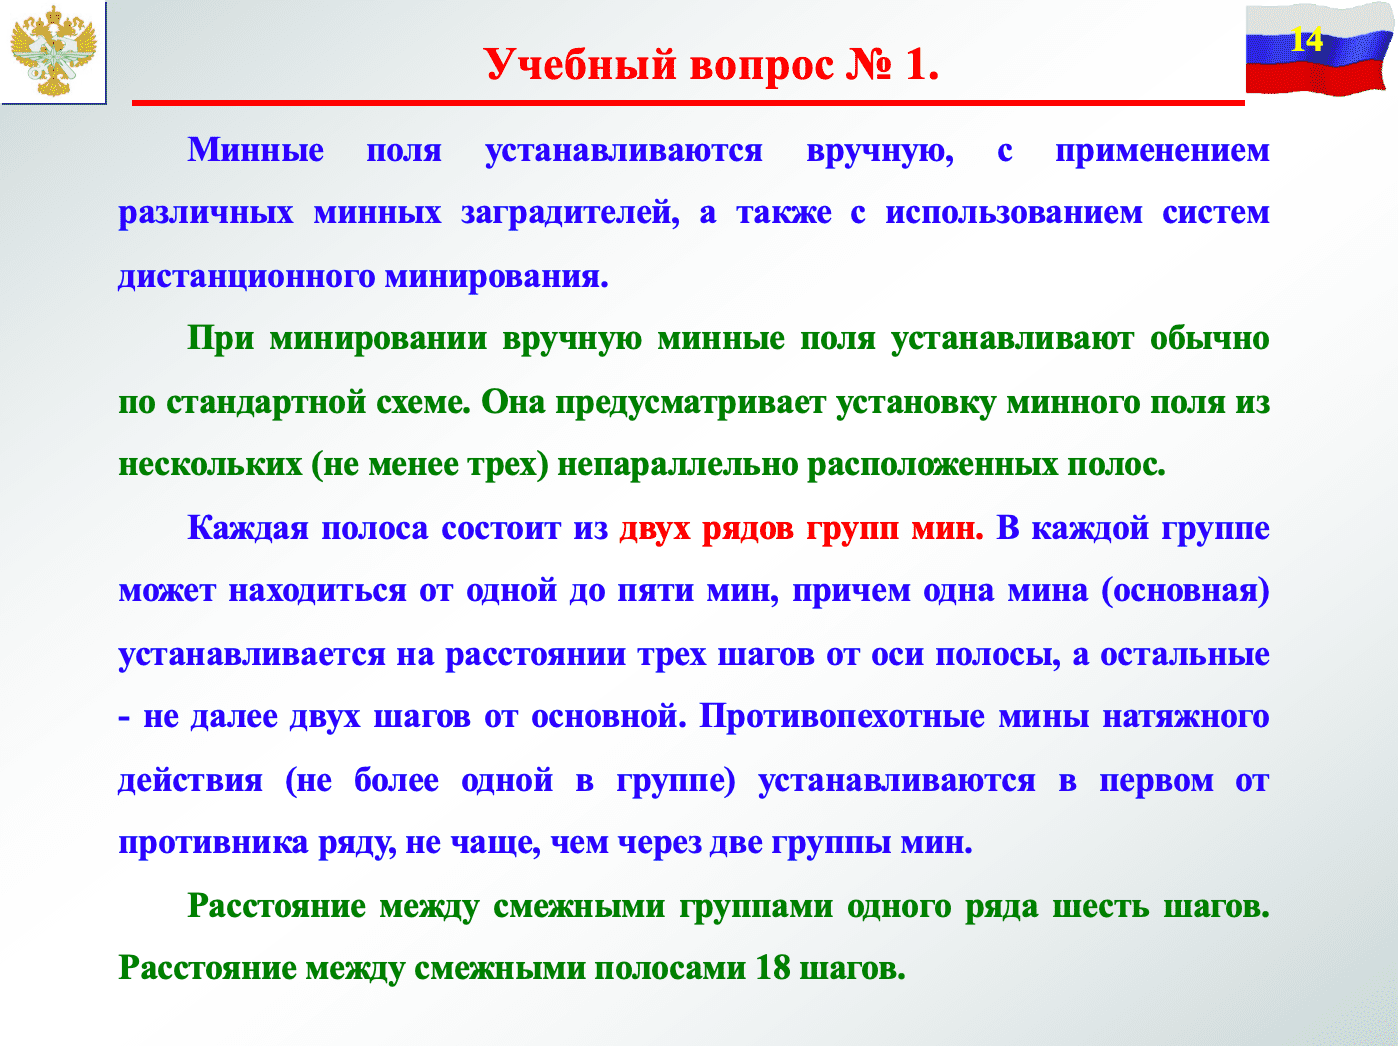 14
Учебный вопрос № 1.
Минные поля устанавливаются вручную, с применением
различных минных заградителей, а также с использованием систем
дистанционного минирования.
При минировании вручную минные поля устанавливают обычно
по стандартной схеме. Она предусматривает установку минного поля из
нескольких (не менее трех) непараллельно расположенных полос.
Каждая полоса состоит из двух рядов групп мин. В каждой группе
может находиться от одной до пяти мин, причем одна мина (основная)
устанавливается на расстоянии трех шагов от оси полосы, а остальные
- не далее двух шагов от основной. Противопехотные мины натяжного
действия (не более одной в группе) устанавливаются в первом от
противника ряду, не чаще, чем через две группы мин.
Расстояние между смежными группами одного ряда шесть шагов.
Расстояние между смежными полосами 18 шагов.